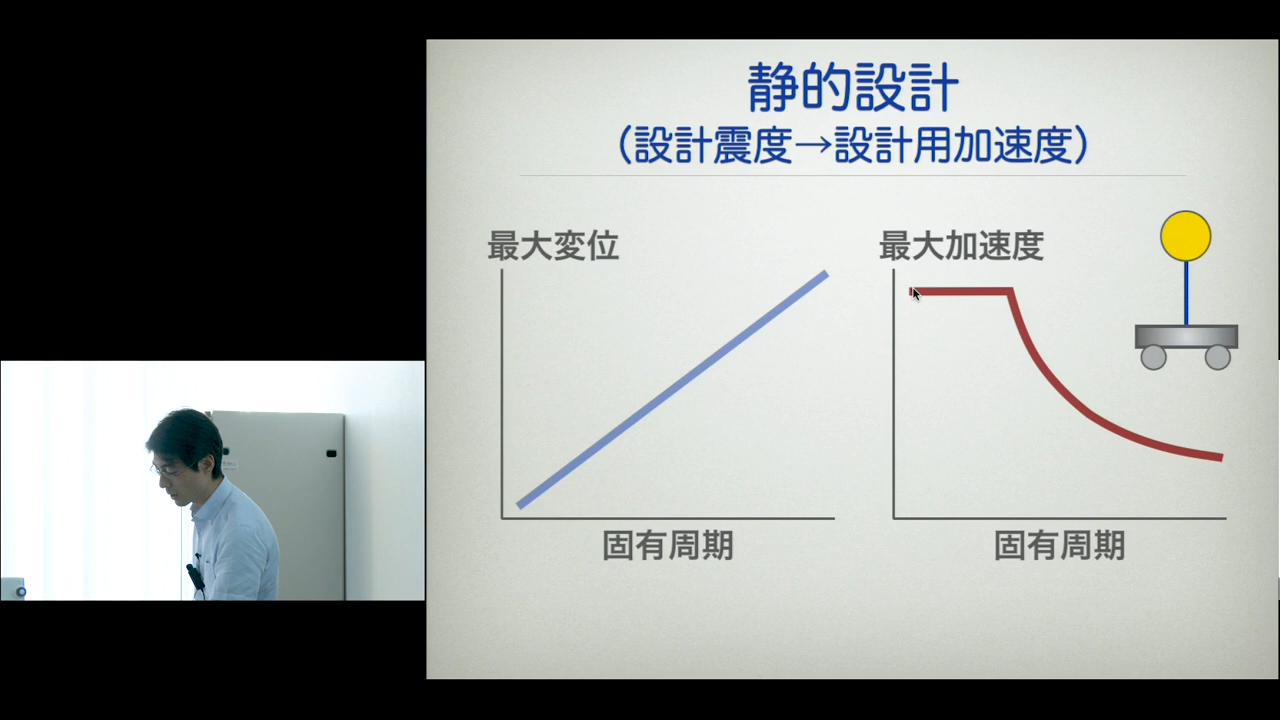 静的設計
（設計震度→設計用加速度）
最大変位
最大加速度
固有周期
固有周期